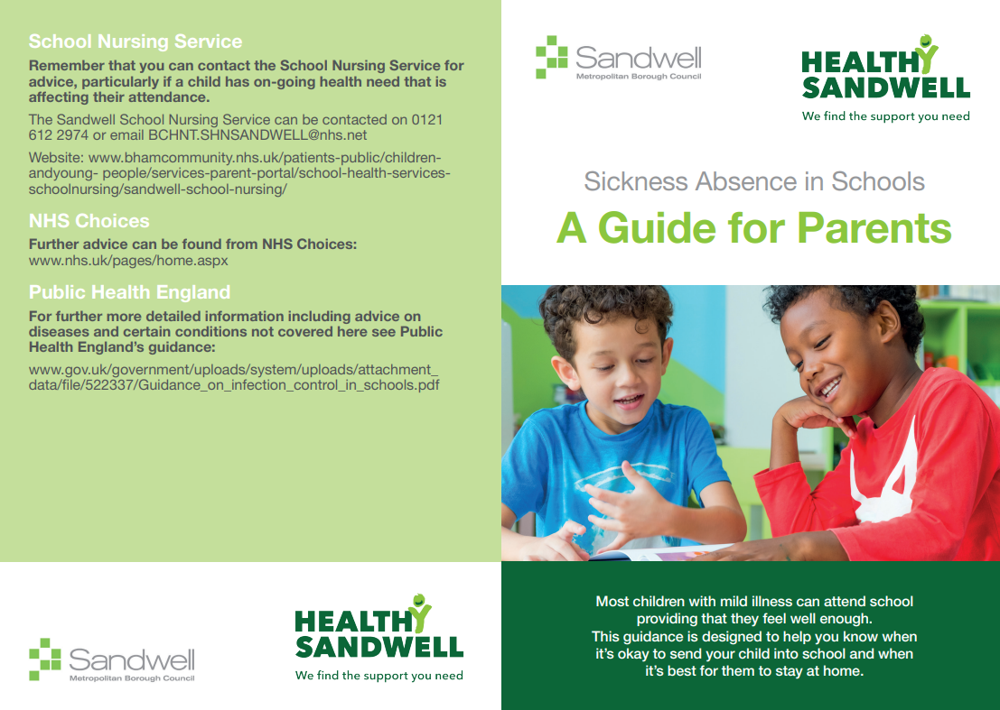 School Nursing Service
Remember that you can contact the School Nursing Service for
advice, particularly if a child has on-going health need that is
affecting their attendance.
The Sandwell School Nursing Service can be contacted on 0121
612 2974 or email BCHNT.SHNSANDWELL@nhs.net
Website: www.bhamcommunity.nhs.uk/patients-public/children-
andyoung- people/services-parent-portal/school-health-services-
schoolnursing/sandwell-school-nursing/
NHS Choices
Further advice can be found from NHS Choices:
www.nhs.uk/pages/home.aspx
Public Health England
For further more detailed information including advice on
diseases and certain conditions not covered here see Public
Health England's guidance:
www.gov.uk/government/uploads/system/uploads/attachment_
data/file/522337/Guidance_on_infection_control_in_schools.pdf
Sandwell
Metropolitan Borough Council
HEALTHY
SANDWELL
We find the support you need
Sandwell
Metropolitan Borough Council
HEALTHY
SANDWELL
We find the support you need
Sickness Absence in Schools
A Guide for Parents
Most children with mild illness can attend school
providing that they feel well enough.
This guidance is designed to help you know when
it's okay to send your child into school and when
it's best for them to stay at home.